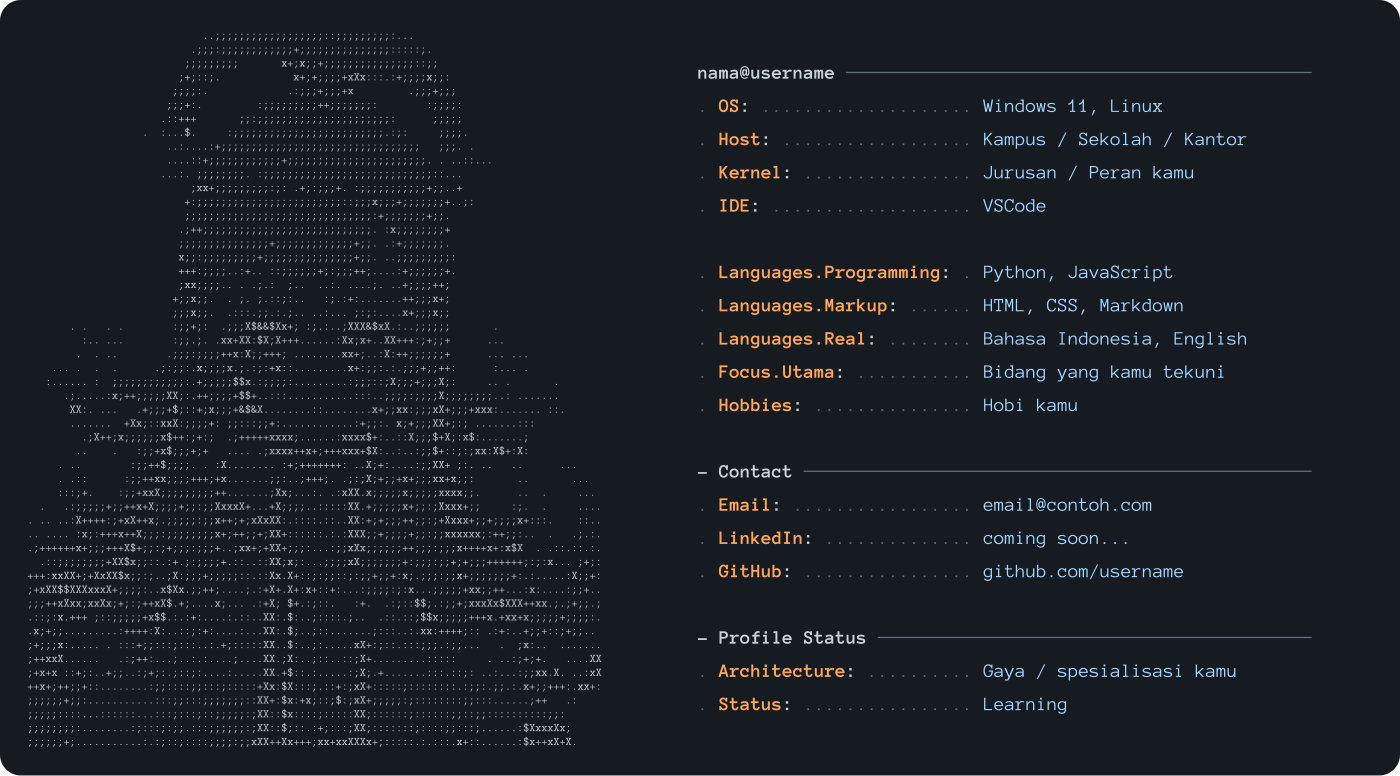 nama@username
. OS: .................... Windows 11, Linux
. Host: .................. Kampus / Sekolah / Kantor
. Kernel: ................ Jurusan / Peran kamu
. IDE: ................... VSCode
. Languages.Programming: . Python, JavaScript
. Languages.Markup: ...... HTML, CSS, Markdown
. Languages.Real: ........ Bahasa Indonesia, English
. Focus.Utama: ........... Bidang yang kamu tekuni
. Hobbies: ............... Hobi kamu
— Contact
. Email: ................. email@contoh.com
. LinkedIn: .............. coming soon...
. GitHub: ................ github.com/username
— Profile Status
. Architecture: .......... Gaya / spesialisasi kamu
. Status: ................ Learning